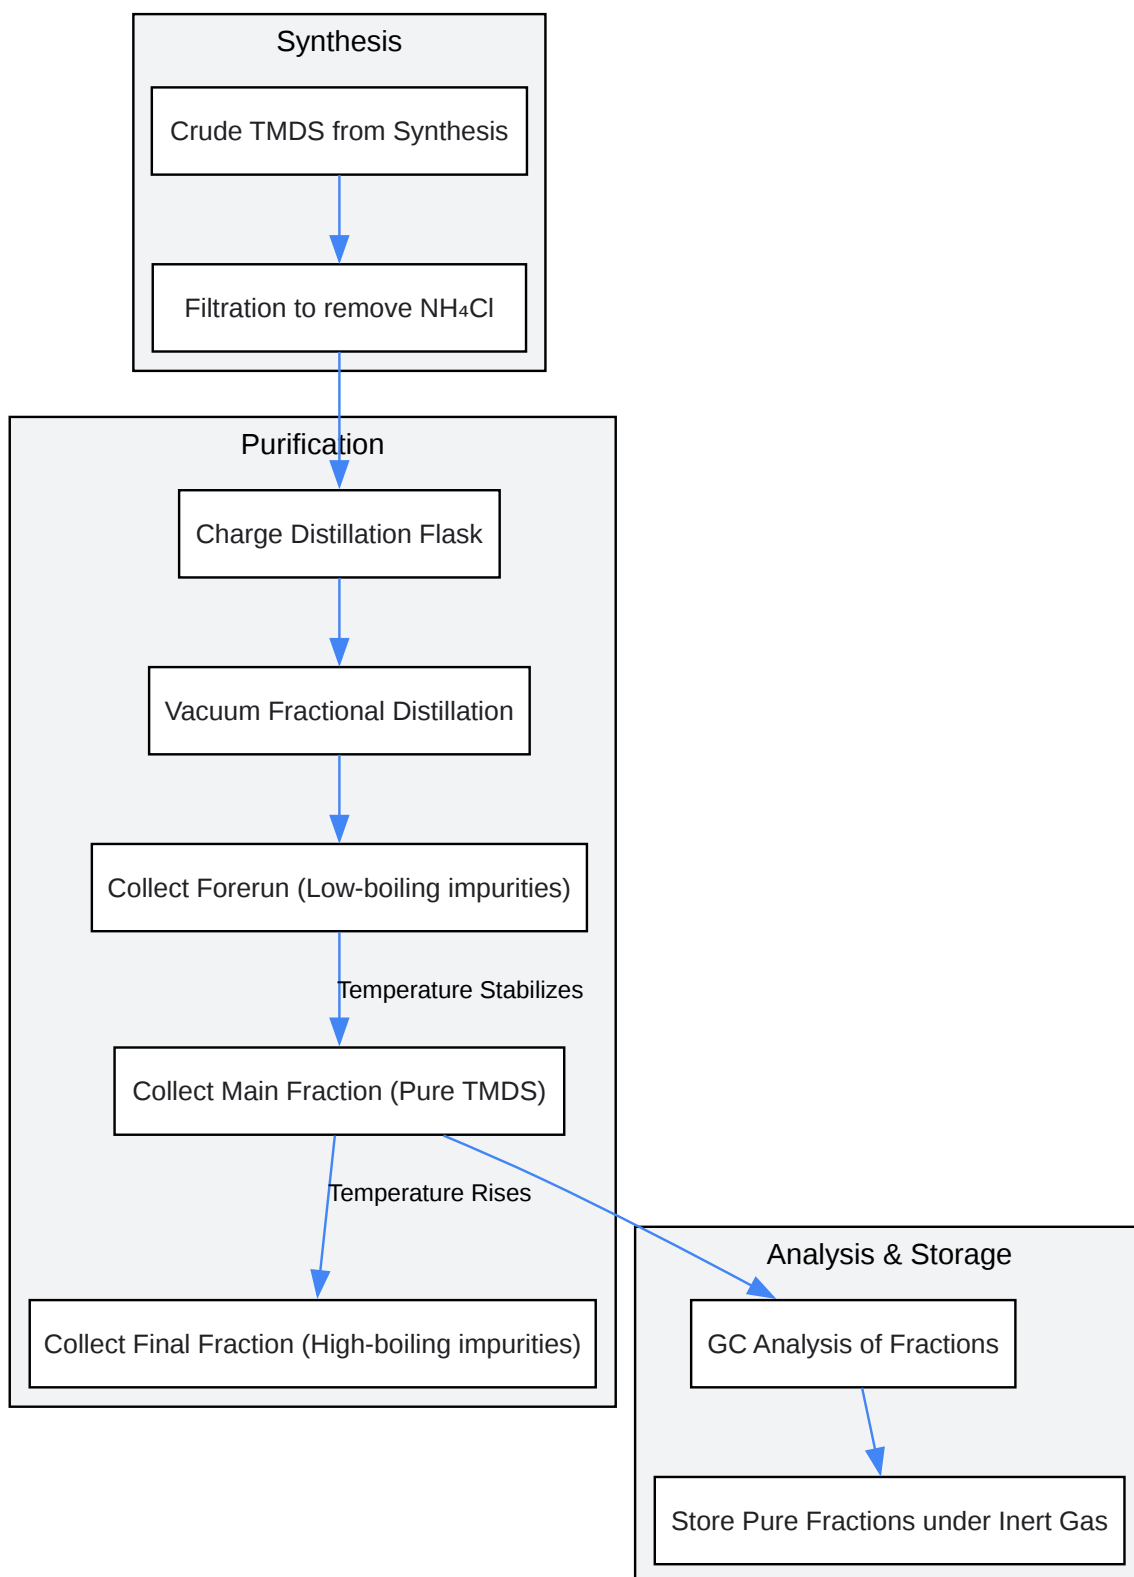 Synthesis
Crude TMDS from Synthesis
Filtration to remove NH₄Cl
Purification
Charge Distillation Flask
Vacuum Fractional Distillation
Collect Forerun (Low-boiling impurities)
Temperature Stabilizes
Collect Main Fraction (Pure TMDS)
Temperature Rises
Collect Final Fraction (High-boiling impurities)
Analysis & Storage
GC Analysis of Fractions
Store Pure Fractions under Inert Gas